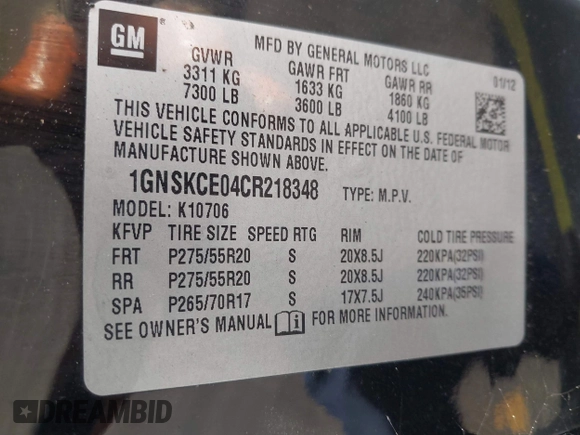 GM
MFD BY GENERAL MOTORS LLC
GVWR GAWR FRT GAWR RR 01/12
3311 KG 1633 KG 1860 KG
7300 LB 3600 LB 4100 LB
THIS VEHICLE CONFORMS TO ALL APPLICABLE U.S. FEDERAL MOTOR
VEHICLE SAFETY STANDARDS IN EFFECT ON THE DATE OF
MANUFACTURE SHOWN ABOVE.
1GNSKCE04CR218348 TYPE: M.P.V.
MODEL: K10706
KFVP TIRE SIZE SPEED RTG RIM COLD TIRE PRESSURE
FRT P275/55R20 S 20X8.5J 220KPA(32PSI)
RR P275/55R20 S 20X8.5J 220KPA(32PSI)
SPA P265/70R17 S 17X7.5J 240KPA(35PSI)
SEE OWNER'S MANUAL i FOR MORE INFORMATION.
DREAMBID